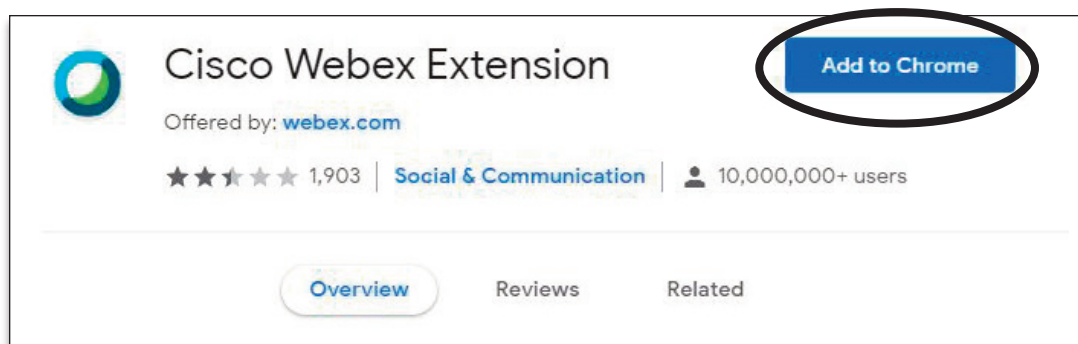 Cisco Webex Extension
Add to Chrome
Offered by: webex.com
1,903 | Social & Communication | 10,000,000+ users
Overview Reviews Related